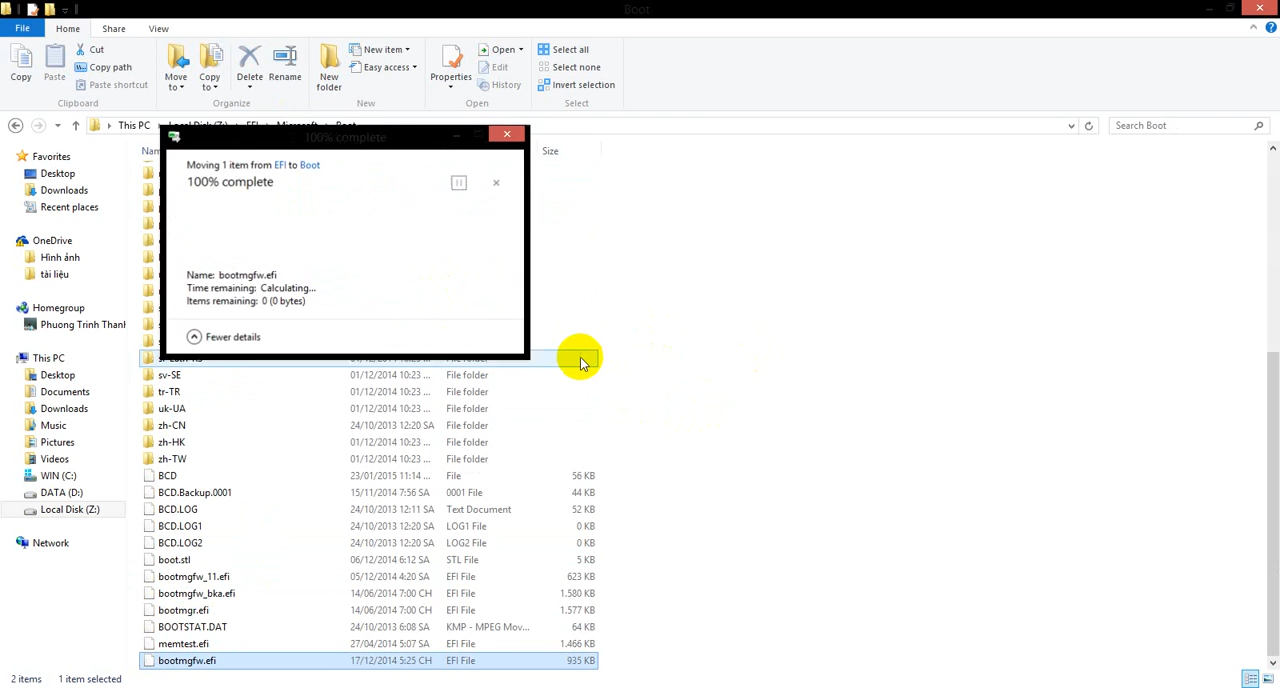 Boot
File Home Share View
Copy
Paste
Cut
Copy path
Paste shortcut
Clipboard
Move to
Copy to
Delete
Rename
Organize
New folder
New item
Easy access
New
Properties
Open
Edit
History
Open
Select all
Select none
Invert selection
Select
This PC
Search Boot
Size
100% complete
Moving 1 item from EFI to Boot
100% complete
Name: bootmgfw.efi
Time remaining: Calculating...
Items remaining: 0 (0 bytes)
Fewer details
Favorites
Desktop
Downloads
Recent places
OneDrive
Hình ảnh
tài liệu
Homegroup
Phuong Trinh Thanh
This PC
Desktop
Documents
Downloads
Music
Pictures
Videos
WIN (C:)
DATA (D:)
Local Disk (Z:)
Network
sv-SE 01/12/2014 10:23 ... File folder
tr-TR 01/12/2014 10:23 ... File folder
uk-UA 01/12/2014 10:23 ... File folder
zh-CN 24/10/2013 12:20 SA File folder
zh-HK 01/12/2014 10:23 ... File folder
zh-TW 01/12/2014 10:23 ... File folder
BCD 23/01/2015 11:14 ... File 56 KB
BCD.Backup.0001 15/11/2014 7:56 SA 0001 File 44 KB
BCD.LOG 24/10/2013 12:11 SA Text Document 52 KB
BCD.LOG1 24/10/2013 12:20 SA LOG1 File 0 KB
BCD.LOG2 24/10/2013 12:20 SA LOG2 File 0 KB
boot.stl 06/12/2014 6:12 SA STL File 5 KB
bootmgfw_11.efi 05/12/2014 4:20 SA EFI File 623 KB
bootmgfw_bka.efi 14/06/2014 7:00 CH EFI File 1.580 KB
bootmgr.efi 14/06/2014 7:00 CH EFI File 1.577 KB
BOOTSTAT.DAT 24/10/2013 6:08 SA KMP - MPEG Mov... 64 KB
memtest.efi 27/04/2014 5:07 SA EFI File 1.466 KB
bootmgfw.efi 17/12/2014 5:25 CH EFI File 935 KB
2 items 1 item selected